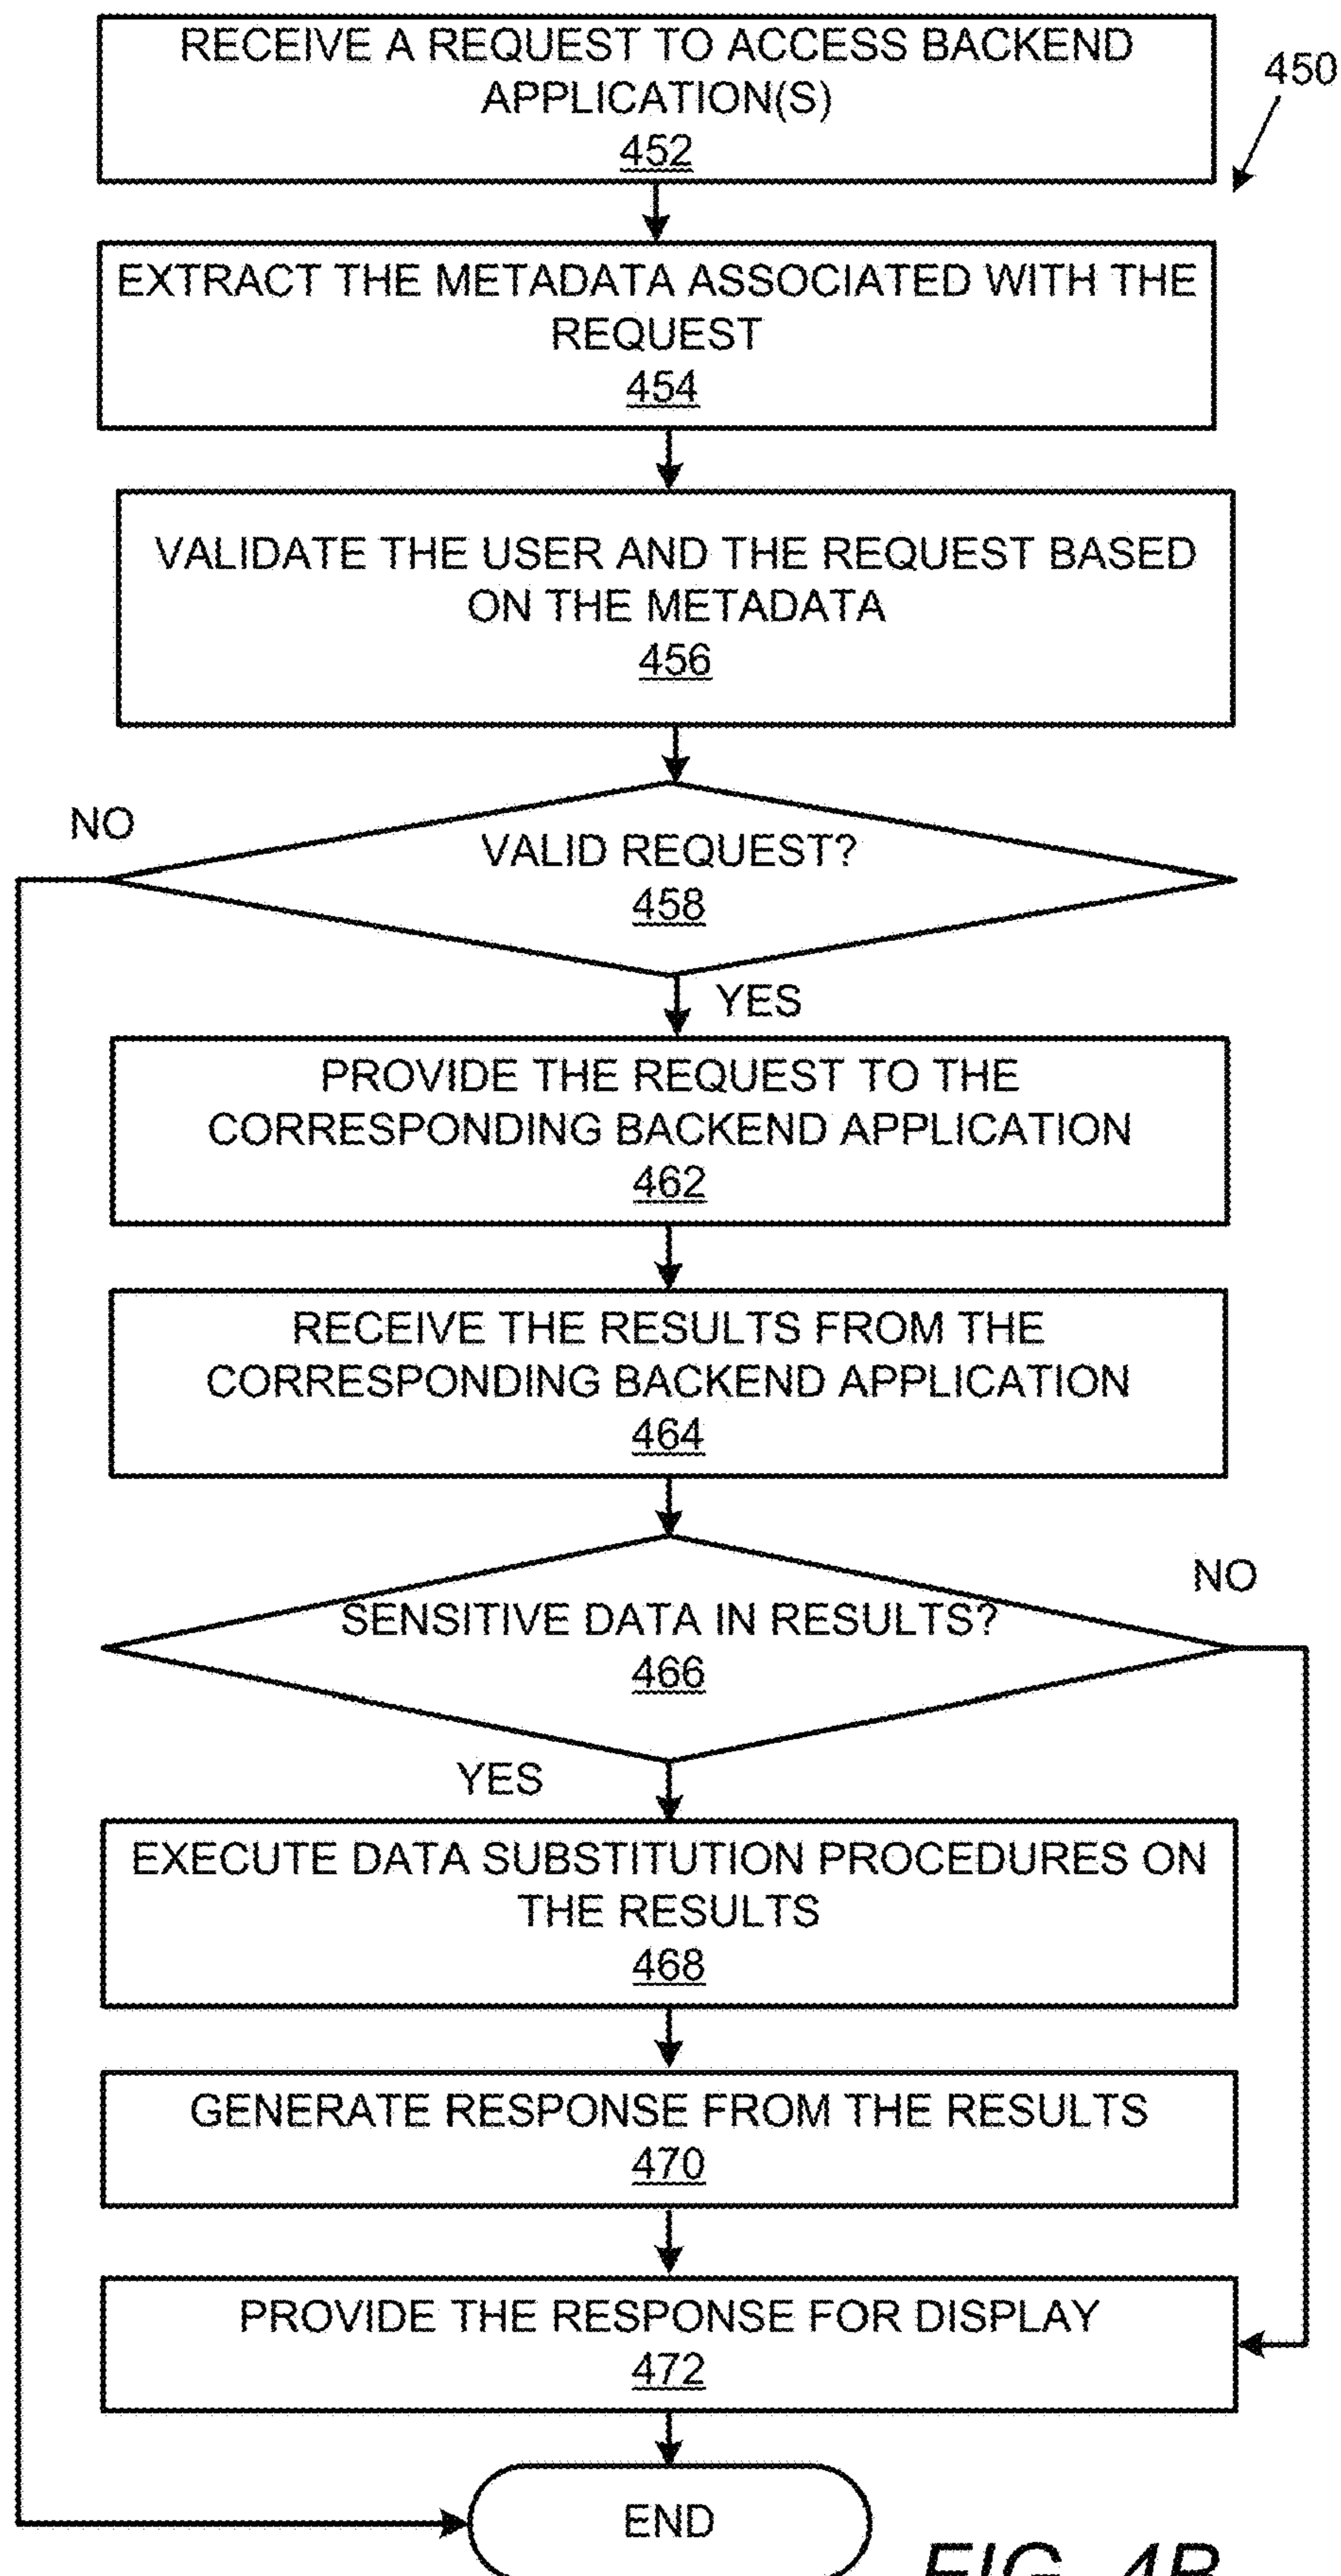 RECEIVE A REQUEST TO ACCESS BACKEND
APPLICATION(S)
452
450
EXTRACT THE METADATA ASSOCIATED WITH THE
REQUEST
454
VALIDATE THE USER AND THE REQUEST BASED
ON THE METADATA
456
NO
VALID REQUEST?
458
YES
PROVIDE THE REQUEST TO THE
CORRESPONDING BACKEND APPLICATION
462
RECEIVE THE RESULTS FROM THE
CORRESPONDING BACKEND APPLICATION
464
NO
SENSITIVE DATA IN RESULTS?
466
YES
EXECUTE DATA SUBSTITUTION PROCEDURES ON
THE RESULTS
468
GENERATE RESPONSE FROM THE RESULTS
470
PROVIDE THE RESPONSE FOR DISPLAY
472
END
FIG. 4B